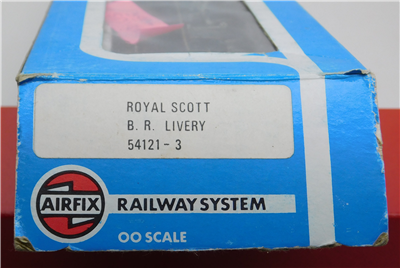 ROYAL SCOTT
B. R. LIVERY
54121 - 3
AIRFIX RAILWAY SYSTEM
OO SCALE